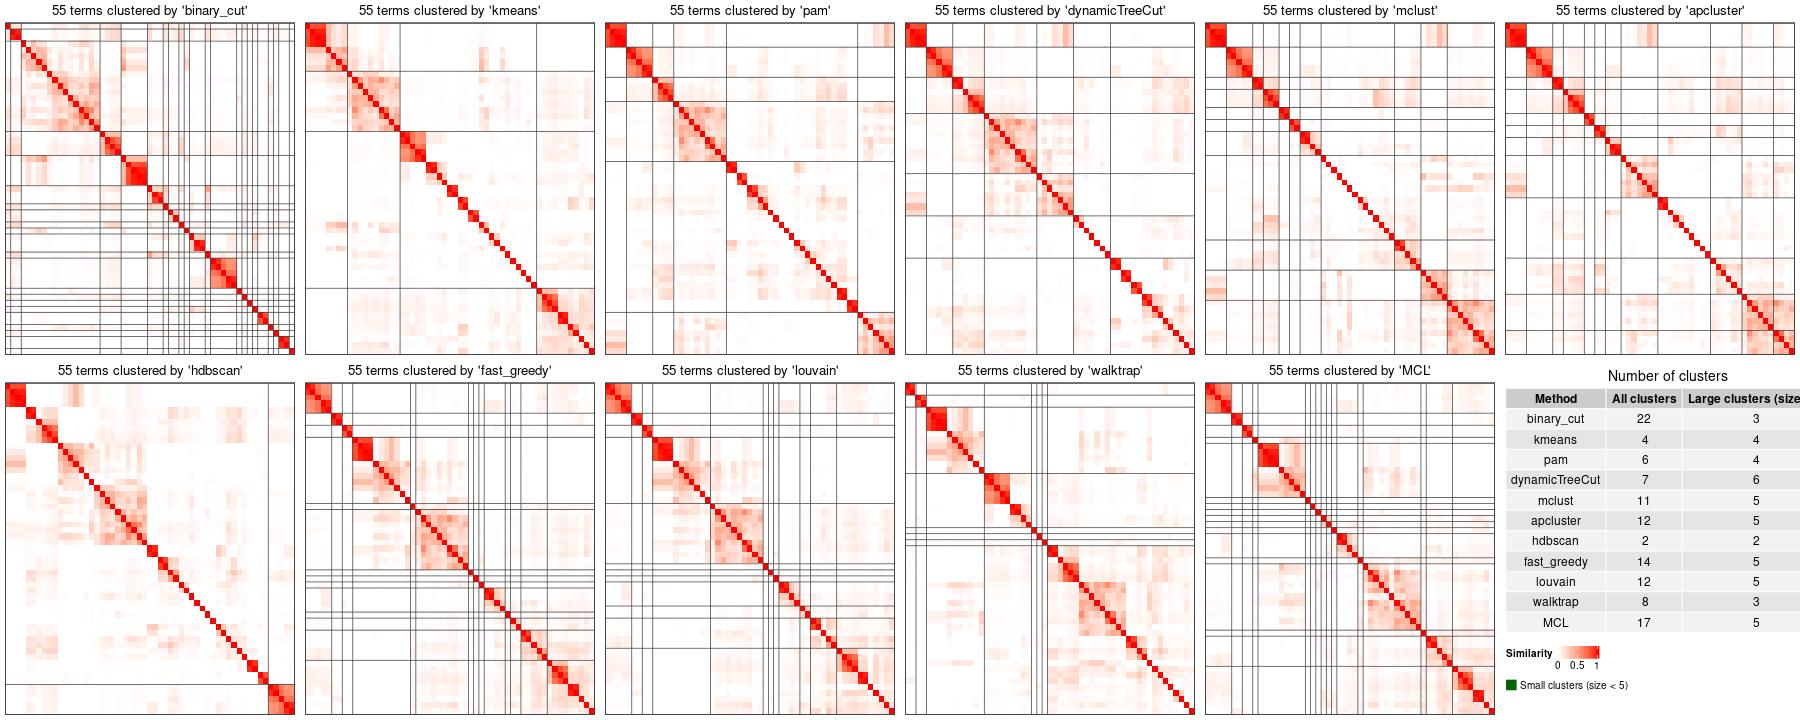 55 terms clustered by 'binary_cut'
55 terms clustered by 'kmeans'
55 terms clustered by 'pam'
55 terms clustered by 'dynamicTreeCut'
55 terms clustered by 'mclust'
55 terms clustered by 'apcluster'
55 terms clustered by 'hdbscan'
55 terms clustered by 'fast_greedy'
55 terms clustered by 'louvain'
55 terms clustered by 'walktrap'
55 terms clustered by 'MCL'
Number of clusters
Method All clusters Large clusters (size
binary_cut 22 3
kmeans 4 4
pam 6 4
dynamicTreeCut 7 6
mclust 11 5
apcluster 12 5
hdbscan 2 2
fast_greedy 14 5
louvain 12 5
walktrap 8 3
MCL 17 5
Similarity
0 0.5 1
Small clusters (size < 5)